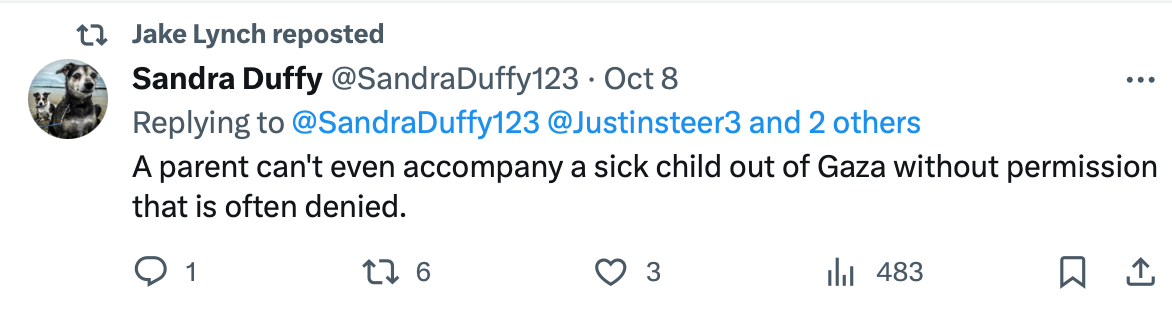 Jake Lynch reposted
Sandra Duffy @SandraDuffy123 · Oct 8
Replying to @SandraDuffy123 @Justinsteer3 and 2 others
A parent can't even accompany a sick child out of Gaza without permission
that is often denied.
1 6 3 483